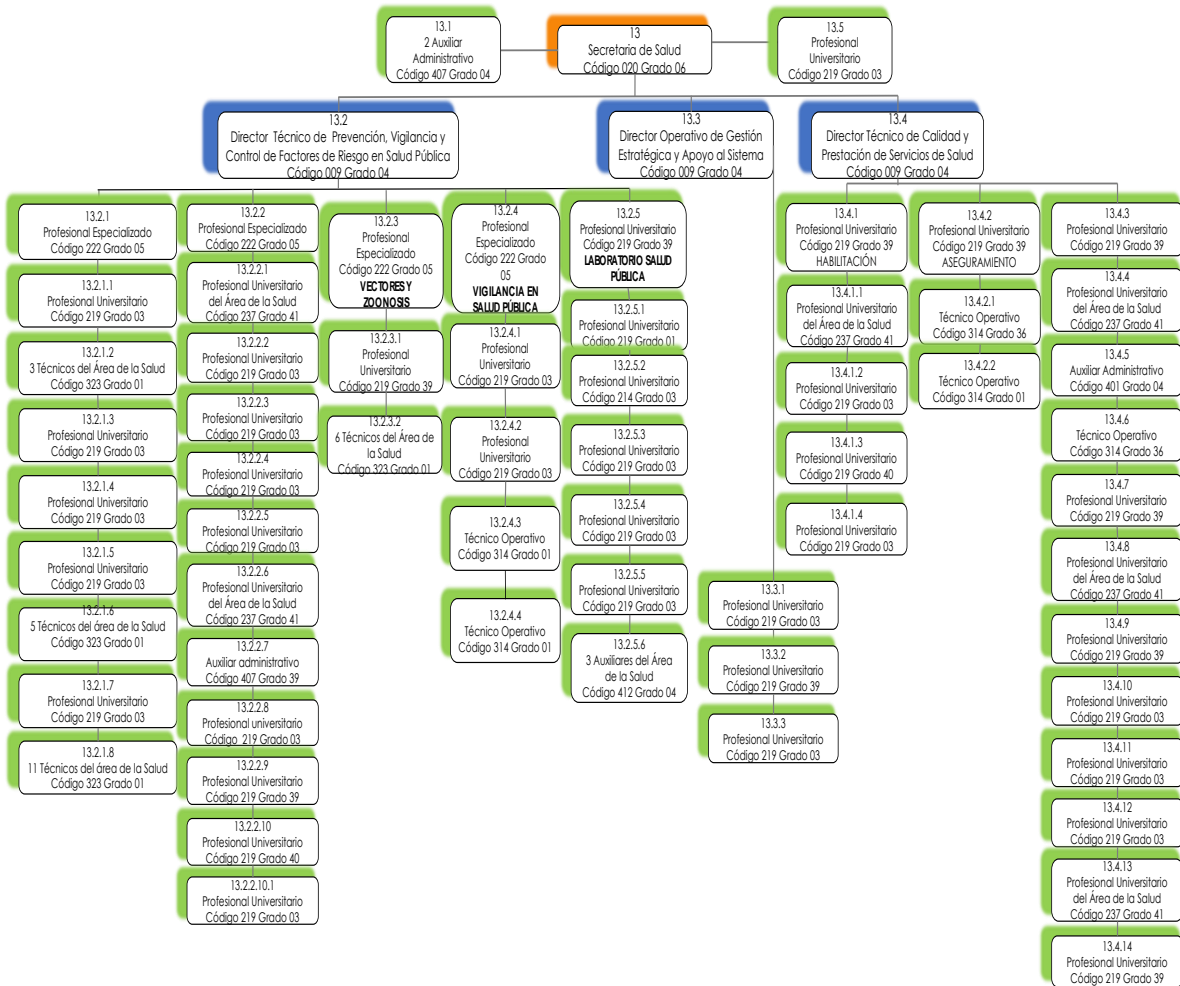 13.1
2 Auxiliar
Administrativo
Código 407 Grado 04
13
Secretaria de Salud
Código 020 Grado 06
13.5
Profesional
Universitario
Código 219 Grado 03
13.2
Director Técnico de Prevención, Vigilancia y
Control de Factores de Riesgo en Salud Pública
Código 009 Grado 04
13.3
Director Operativo de Gestión
Estratégica y Apoyo al Sistema
Código 009 Grado 04
13.4
Director Técnico de Calidad y
Prestación de Servicios de Salud
Código 009 Grado 04
13.2.1
Profesional Especializado
Código 222 Grado 05
13.2.1.1
Profesional Universitario
Código 219 Grado 03
13.2.1.2
3 Técnicos del Área de la Salud
Código 323 Grado 01
13.2.1.3
Profesional Universitario
Código 219 Grado 03
13.2.1.4
Profesional Universitario
Código 219 Grado 03
13.2.1.5
Profesional Universitario
Código 219 Grado 03
13.2.1.6
5 Técnicos del área de la Salud
Código 323 Grado 01
13.2.1.7
Profesional Universitario
Código 219 Grado 03
13.2.1.8
11 Técnicos del área de la Salud
Código 323 Grado 01
13.2.2
Profesional Especializado
Código 222 Grado 05
13.2.2.1
Profesional Universitario
del Área de la Salud
Código 237 Grado 41
13.2.2.2
Profesional Universitario
Código 219 Grado 03
13.2.2.3
Profesional Universitario
Código 219 Grado 03
13.2.2.4
Profesional Universitario
Código 219 Grado 03
13.2.2.5
Profesional Universitario
Código 219 Grado 03
13.2.2.6
Profesional Universitario
del Área de la Salud
Código 237 Grado 41
13.2.2.7
Auxiliar administrativo
Código 407 Grado 39
13.2.2.8
Profesional universitario
Código 219 Grado 03
13.2.2.9
Profesional Universitario
Código 219 Grado 39
13.2.2.10
Profesional Universitario
Código 219 Grado 40
13.2.2.10.1
Profesional Universitario
Código 219 Grado 03
13.2.3
Profesional
Especializado
Código 222 Grado 05
VECTORES Y
ZOONOSIS
13.2.3.1
Profesional
Universitario
Código 219 Grado 39
13.2.3.2
6 Técnicos del Área de
la Salud
Código 323 Grado 01
13.2.4
Profesional
Especializado
Código 222 Grado
05
VIGILANCIA EN
SALUD PÚBLICA
13.2.4.1
Profesional
Universitario
Código 219 Grado 03
13.2.4.2
Profesional
Universitario
Código 219 Grado 03
13.2.4.3
Técnico Operativo
Código 314 Grado 01
13.2.4.4
Técnico Operativo
Código 314 Grado 01
13.2.5
Profesional Universitario
Código 219 Grado 39
LABORATORIO SALUD
PÚBLICA
13.2.5.1
Profesional Universitario
Código 219 Grado 01
13.2.5.2
Profesional Universitario
Código 214 Grado 03
13.2.5.3
Profesional Universitario
Código 219 Grado 03
13.2.5.4
Profesional Universitario
Código 219 Grado 03
13.2.5.5
Profesional Universitario
Código 219 Grado 03
13.2.5.6
3 Auxiliares del Área
de la Salud
Código 412 Grado 04
13.3.1
Profesional Universitario
Código 219 Grado 03
13.3.2
Profesional Universitario
Código 219 Grado 39
13.3.3
Profesional Universitario
Código 219 Grado 03
13.4.1
Profesional Universitario
Código 219 Grado 39
HABILITACIÓN
13.4.1.1
Profesional Universitario
del Área de la Salud
Código 237 Grado 41
13.4.1.2
Profesional Universitario
Código 219 Grado 03
13.4.1.3
Profesional Universitario
Código 219 Grado 40
13.4.1.4
Profesional Universitario
Código 219 Grado 03
13.4.2
Profesional Universitario
Código 219 Grado 39
ASEGURAMIENTO
13.4.2.1
Técnico Operativo
Código 314 Grado 36
13.4.2.2
Técnico Operativo
Código 314 Grado 01
13.4.3
Profesional Universitario
Código 219 Grado 39
13.4.4
Profesional Universitario
del Área de la Salud
Código 237 Grado 41
13.4.5
Auxiliar Administrativo
Código 401 Grado 04
13.4.6
Técnico Operativo
Código 314 Grado 36
13.4.7
Profesional Universitario
Código 219 Grado 39
13.4.8
Profesional Universitario
del Área de la Salud
Código 237 Grado 41
13.4.9
Profesional Universitario
Código 219 Grado 39
13.4.10
Profesional Universitario
Código 219 Grado 03
13.4.11
Profesional Universitario
Código 219 Grado 03
13.4.12
Profesional Universitario
Código 219 Grado 03
13.4.13
Profesional Universitario
del Área de la Salud
Código 237 Grado 41
13.4.14
Profesional Universitario
Código 219 Grado 39